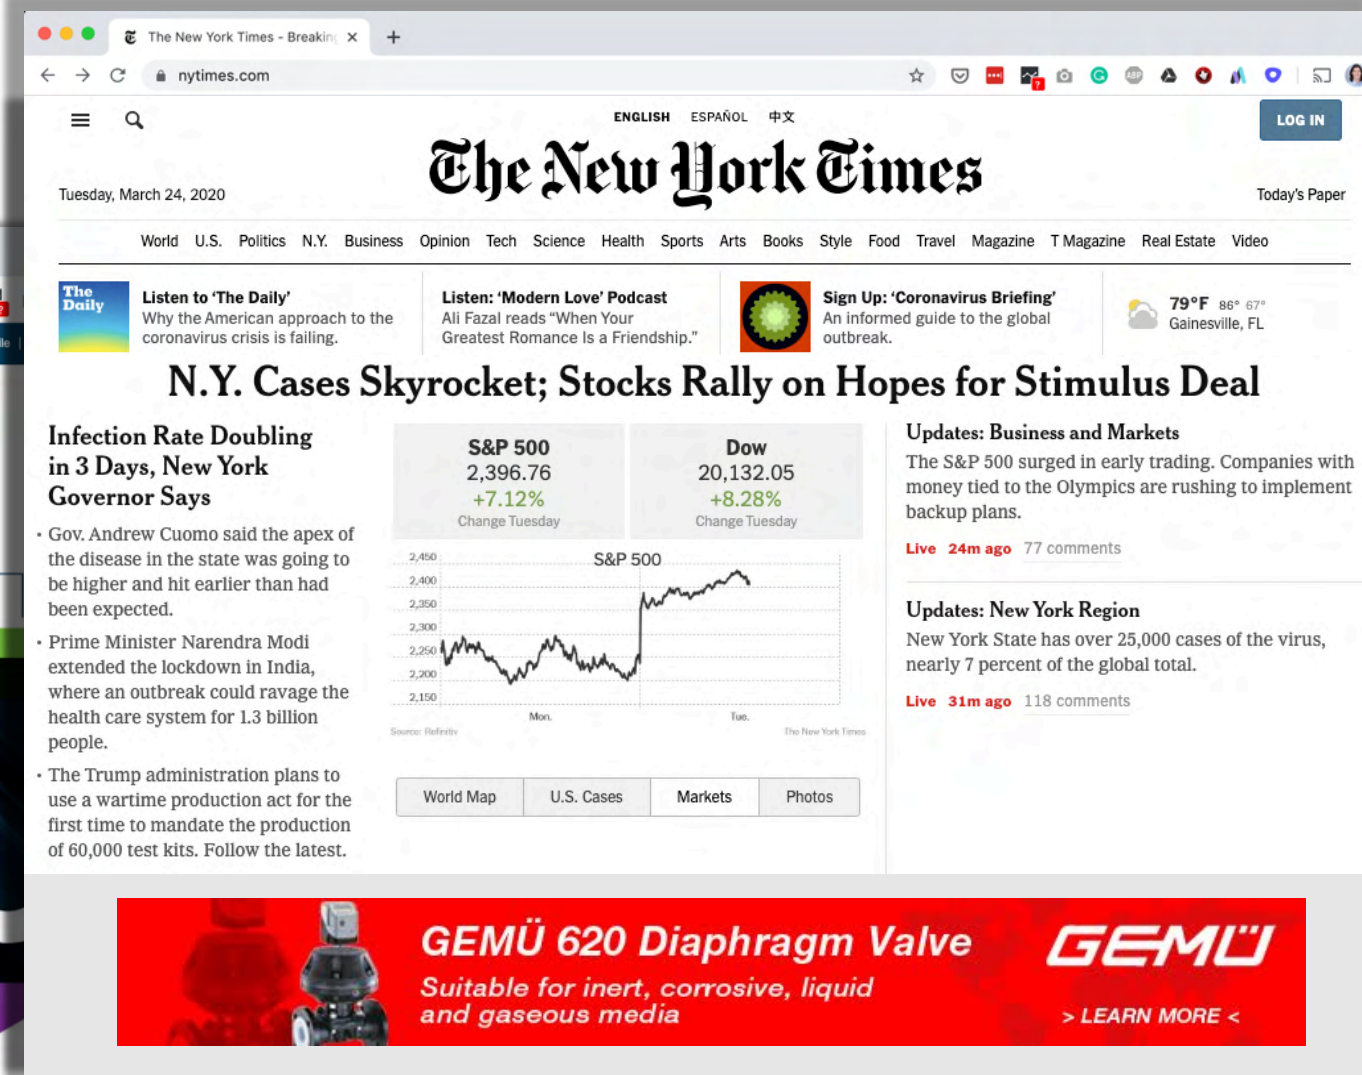 The New York Times - Breakin
nytimes.com
ENGLISH ESPAÑOL 中文
LOG IN
The New York Times
Tuesday, March 24, 2020
Today's Paper
World U.S. Politics N.Y. Business Opinion Tech Science Health Sports Arts Books Style Food Travel Magazine T Magazine Real Estate Video
The
Daily
Listen to 'The Daily'
Why the American approach to the
coronavirus crisis is failing.
Listen: 'Modern Love' Podcast
Ali Fazal reads “When Your
Greatest Romance Is a Friendship.”
Sign Up: 'Coronavirus Briefing'
An informed guide to the global
outbreak.
79°F 86° 67°
Gainesville, FL
N.Y. Cases Skyrocket; Stocks Rally on Hopes for Stimulus Deal
Infection Rate Doubling
in 3 Days, New York
Governor Says
• Gov. Andrew Cuomo said the apex of
the disease in the state was going to
be higher and hit earlier than had
been expected.
• Prime Minister Narendra Modi
extended the lockdown in India,
where an outbreak could ravage the
health care system for 1.3 billion
people.
• The Trump administration plans to
use a wartime production act for the
first time to mandate the production
of 60,000 test kits. Follow the latest.
S&P 500
2,396.76
+7.12%
Change Tuesday
Dow
20,132.05
+8.28%
Change Tuesday
S&P 500
2,450
2,400
2,350
2,300
2,250
2,200
2,150
Mon. Tue.
Source: Refinitiv
The New York Times
World Map U.S. Cases Markets Photos
Updates: Business and Markets
The S&P 500 surged in early trading. Companies with
money tied to the Olympics are rushing to implement
backup plans.
Live 24m ago 77 comments
Updates: New York Region
New York State has over 25,000 cases of the virus,
nearly 7 percent of the global total.
Live 31m ago 118 comments
GEMÜ 620 Diaphragm Valve
Suitable for inert, corrosive, liquid
and gaseous media
GEMÜ
> LEARN MORE <